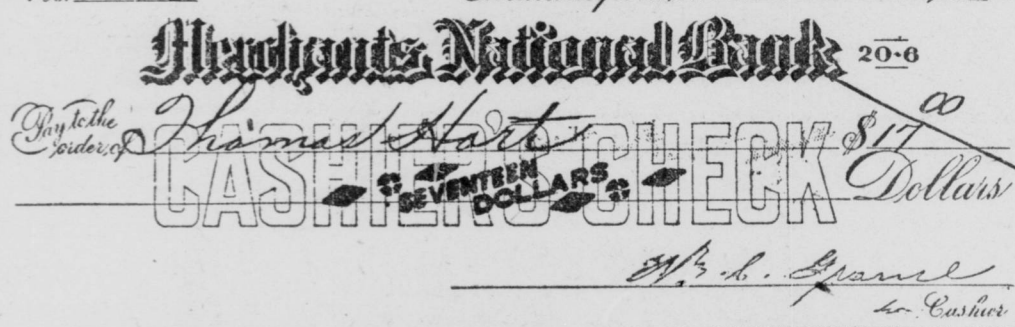 Merchants National Bank 20-6
Pay to the order of Thomas Hart $17 00
CASHIER'S CHECK
SEVENTEEN DOLLARS Dollars
Cashier